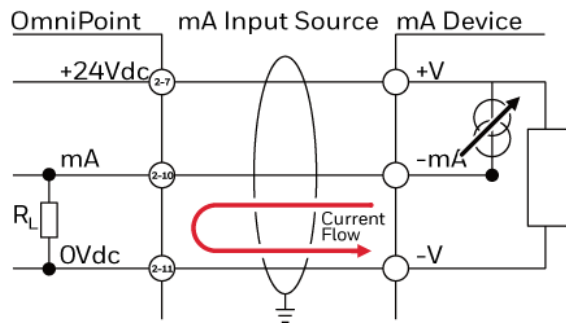 OmniPoint mA Input Source mA Device
+24Vdc 2-7 +V
mA 2-10 -mA
RL Current
Flow
0Vdc 2-11 -V